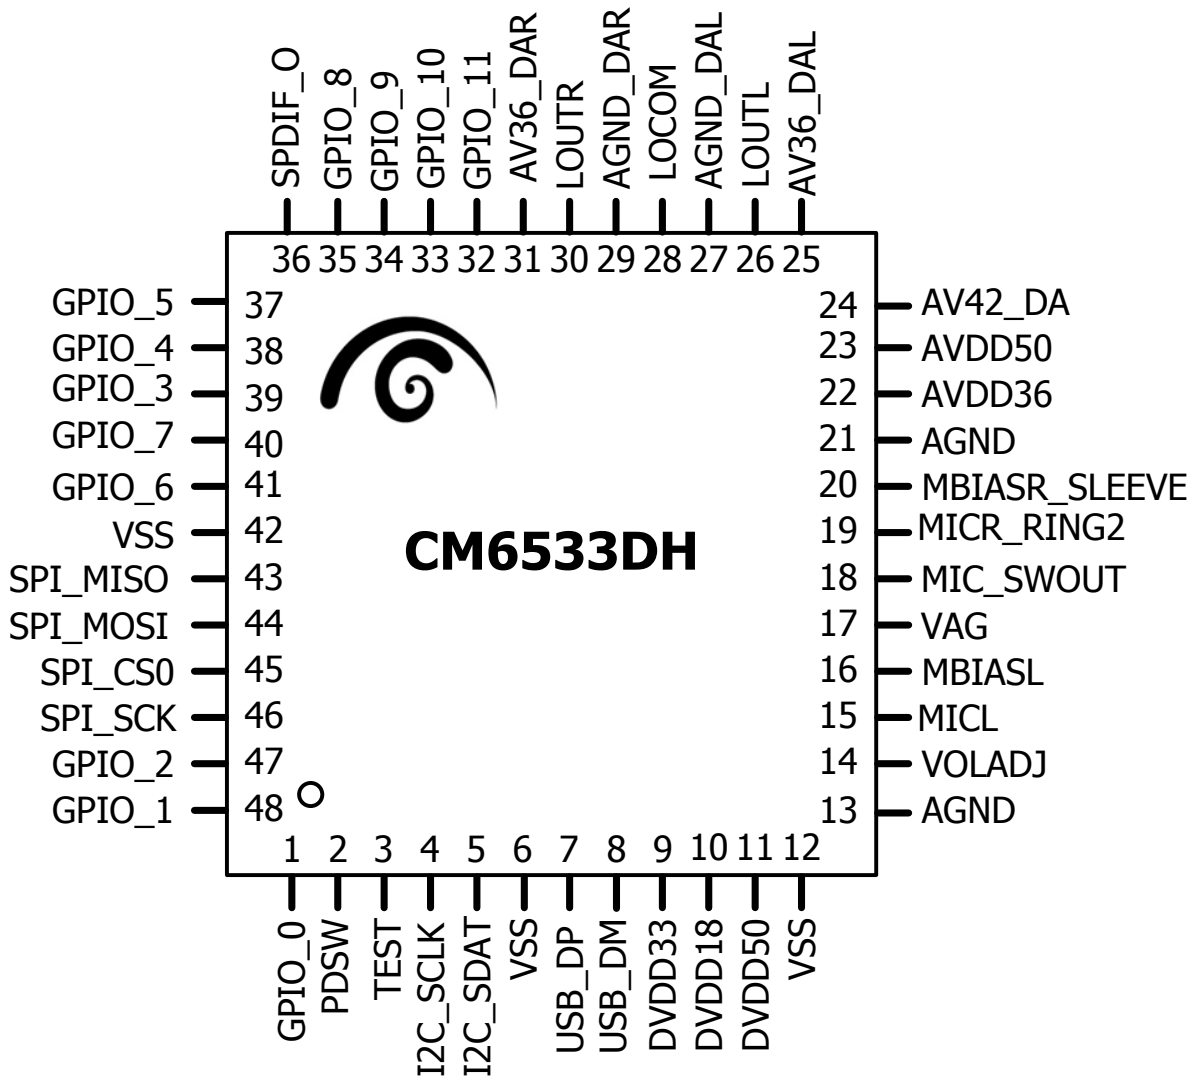 SPDIF_O
GPIO_8
GPIO_9
GPIO_10
GPIO_11
AV36_DAR
LOUTR
AGND_DAR
LOCOM
AGND_DAL
LOUTL
AV36_DAL
36 35 34 33 32 31 30 29 28 27 26 25
GPIO_5 37
GPIO_4 38
GPIO_3 39
GPIO_7 40
GPIO_6 41
VSS 42
SPI_MISO 43
SPI_MOSI 44
SPI_CS0 45
SPI_SCK 46
GPIO_2 47
GPIO_1 48
CM6533DH
24 AV42_DA
23 AVDD50
22 AVDD36
21 AGND
20 MBIASR_SLEEVE
19 MICR_RING2
18 MIC_SWOUT
17 VAG
16 MBIASL
15 MICL
14 VOLADJ
13 AGND
1 2 3 4 5 6 7 8 9 10 11 12
GPIO_0
PDSW
TEST
I2C_SCLK
I2C_SDAT
VSS
USB_DP
USB_DM
DVDD33
DVDD18
DVDD50
VSS